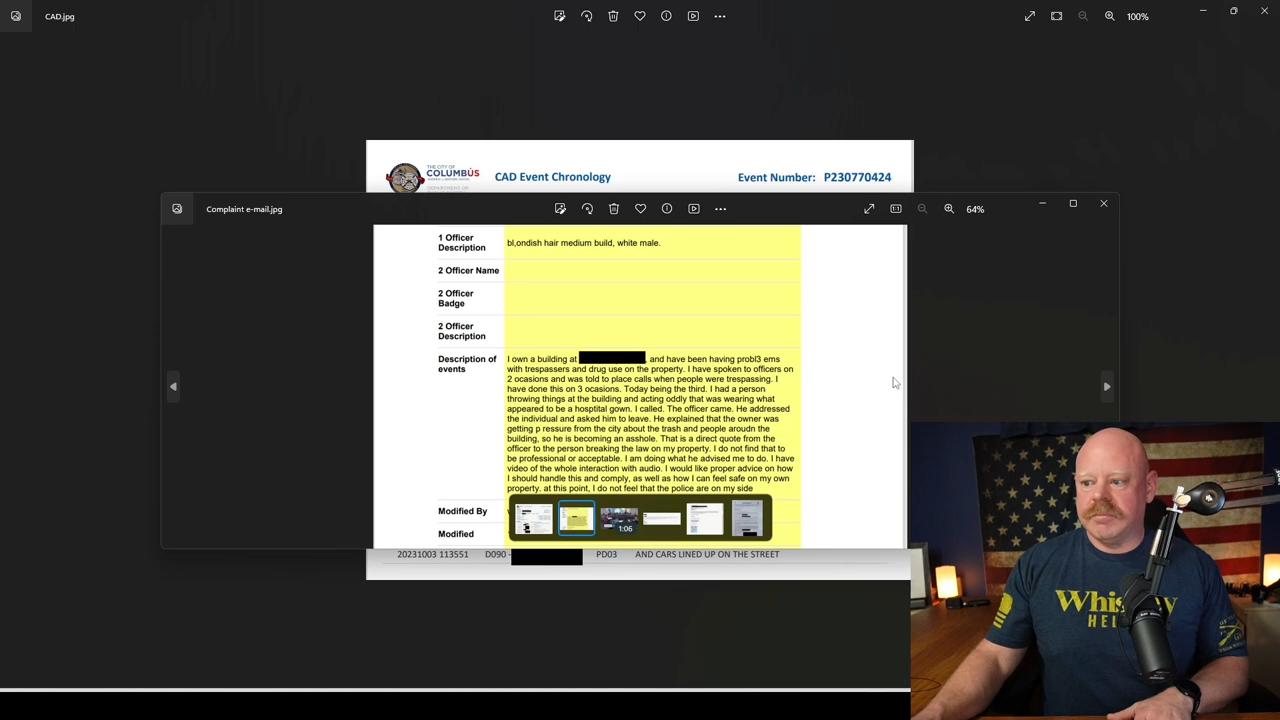 CAD.jpg
100%
THE CITY OF
COLUMBUS
CAD Event Chronology
Event Number: P230770424
Complaint e-mail.jpg
64%
1 Officer
Description
bl,ondish hair medium build, white male.
2 Officer Name
2 Officer
Badge
2 Officer
Description
Description of
events
I own a building at , and have been having probl3 ems
with trespassers and drug use on the property. I have spoken to officers on
2 ocasions and was told to place calls when people were trespassing. I
have done this on 3 ocasions. Today being the third. I had a person
throwing things at the building and acting oddly that was wearing what
appeared to be a hosptital gown. I called. The officer came. He addressed
the individual and asked him to leave. He explained that the owner was
getting p ressure from the city about the trash and people aroudn the
building, so he is becoming an asshole. That is a direct quote from the
officer to the person breaking the law on my property. I do not find that to
be professional or acceptable. I am doing what he advised me to do. I have
video of the whole interaction with audio. I would like proper advice on how
I should handle this and comply, as well as how I can feel safe on my own
property. at this point, I do not feel that the police are on my side
Modified By
Modified
1:06
20231003 113551 D090- PD03 AND CARS LINED UP ON THE STREET
HEL